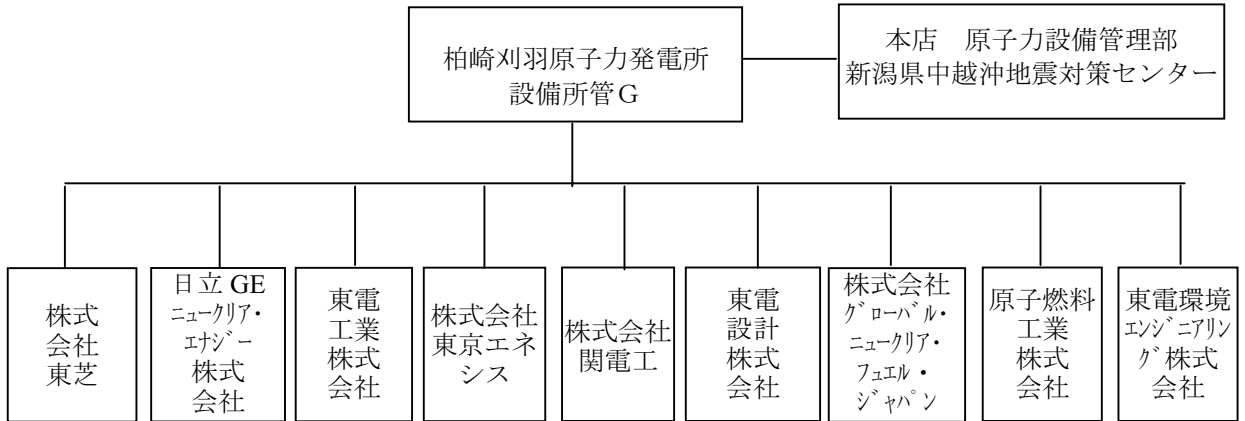 柏崎刈羽原子力発電所
設備所管G
本店　原子力設備管理部
新潟県中越沖地震対策センター
株式
会社
東芝
日立 GE
ニュークリア・
エナジー
株式
会社
東電
工業
株式
会社
株式会社
東京エネ
シス
株式会社
関電工
東電
設計
株式
会社
株式会社
グローバル・
ニュークリア・
フュエル・
ジャパン
原子燃料
工業
株式
会社
東電環境
エンジニアリン
グ株式
会社